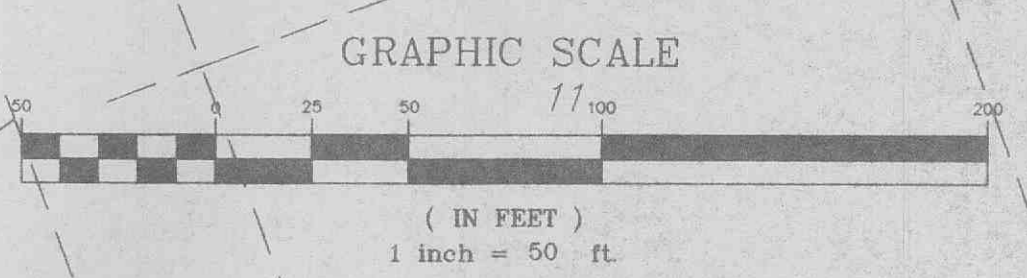 GRAPHIC SCALE
50 0 25 50 11 100 200
( IN FEET )
1 inch = 50 ft.